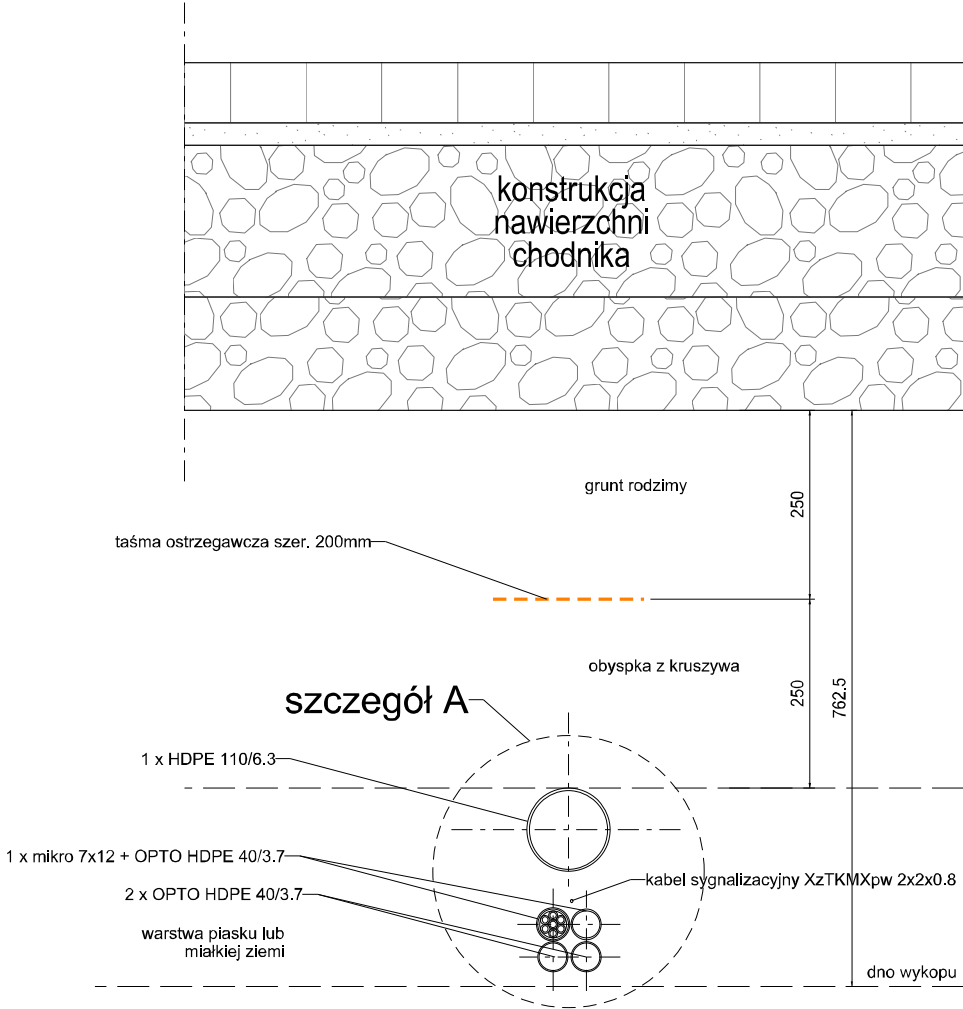 konstrukcja
nawierzchni
chodnika
grunt rodzimy
250
taśma ostrzegawcza szer. 200mm
obyspka z kruszywa
250
762.5
szczegół A
1 x HDPE 110/6.3
1 x mikro 7x12 + OPTO HDPE 40/3.7
kabel sygnalizacyjny XzTKMXpw 2x2x0.8
2 x OPTO HDPE 40/3.7
warstwa piasku lub
miałkiej ziemi
dno wykopu